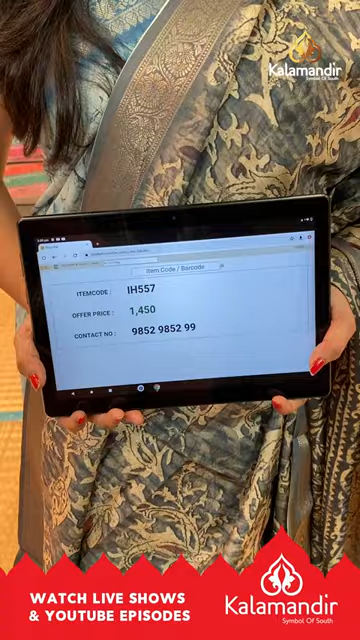 Kalamandir
Symbol Of South
Item Code / Barcode
ITEMCODE : IH557
OFFER PRICE : 1,450
CONTACT NO : 9852 9852 99
WATCH LIVE SHOWS
& YOUTUBE EPISODES
Kalamandir
Symbol Of South